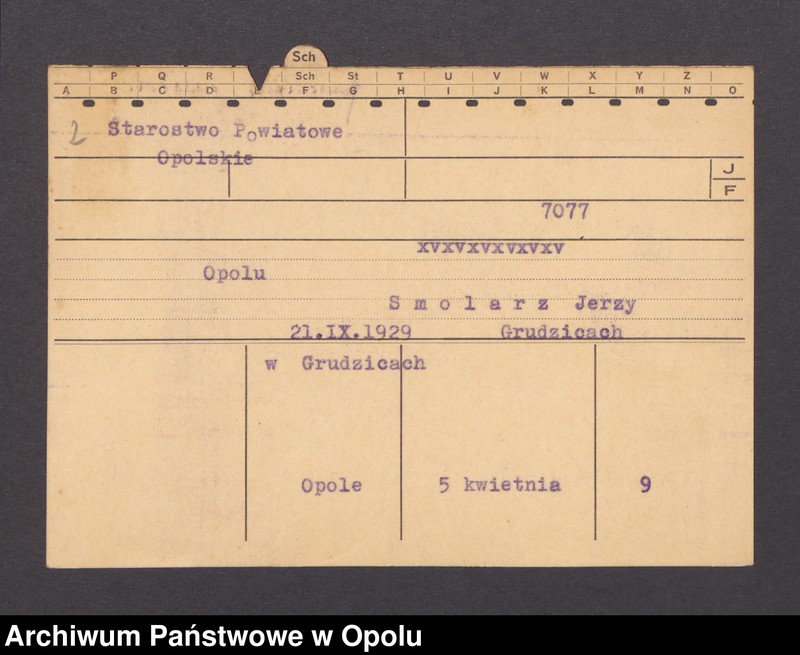 Sch
P Q R Sch St T U V W X Y Z
A B C D E F G H I J K L M N O
2 Starostwo Powiatowe
Opolskie
J
F
7077
xvxvxvxvxvxv
Opolu
Smolarz Jerzy
21.IX.1929 Grudzicach
w Grudzicach
Opole 5 kwietnia 9
Archiwum Państwowe w Opolu